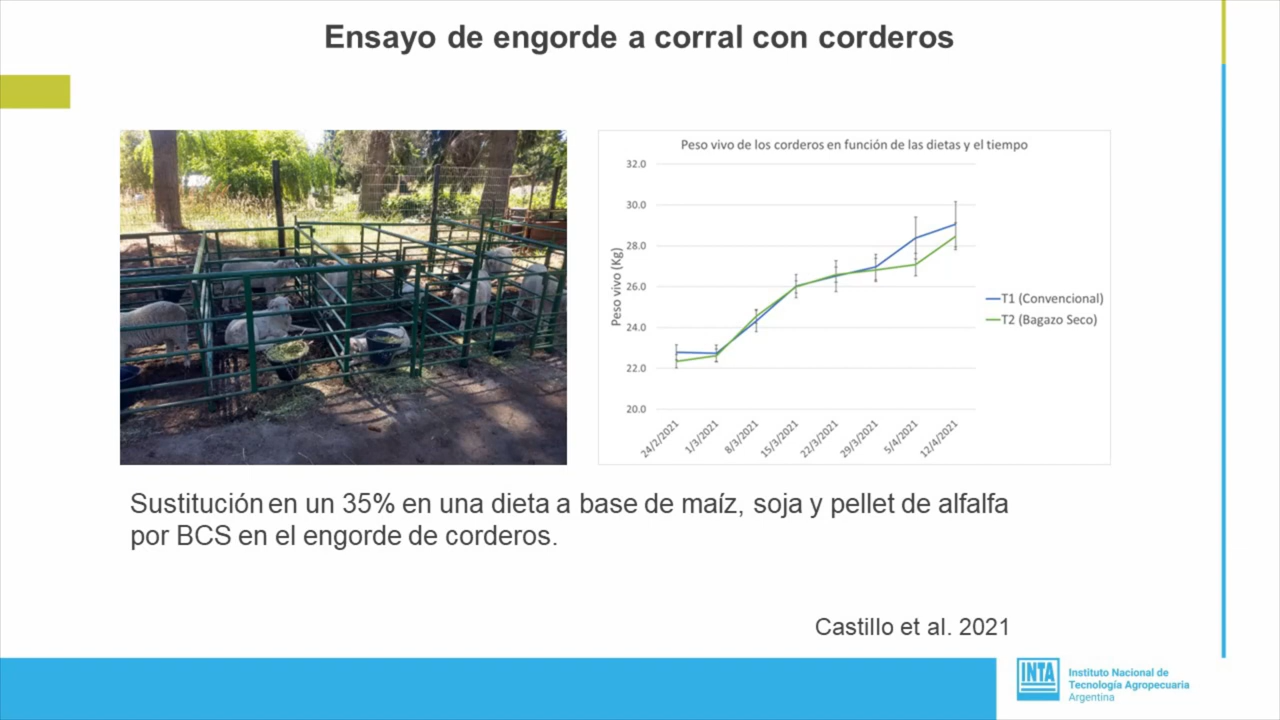 Ensayo de engorde a corral con corderos
Peso vivo de los corderos en función de las dietas y el tiempo
32.0
30.0
28.0
26.0
24.0
22.0
20.0
Peso vivo (Kg)
24/2/2021
1/3/2021
8/3/2021
15/3/2021
22/3/2021
29/3/2021
5/4/2021
12/4/2021
T1 (Convencional)
T2 (Bagazo Seco)
Sustitución en un 35% en una dieta a base de maíz, soja y pellet de alfalfa
por BCS en el engorde de corderos.
Castillo et al. 2021
INTA
Instituto Nacional de
Tecnología Agropecuaria
Argentina